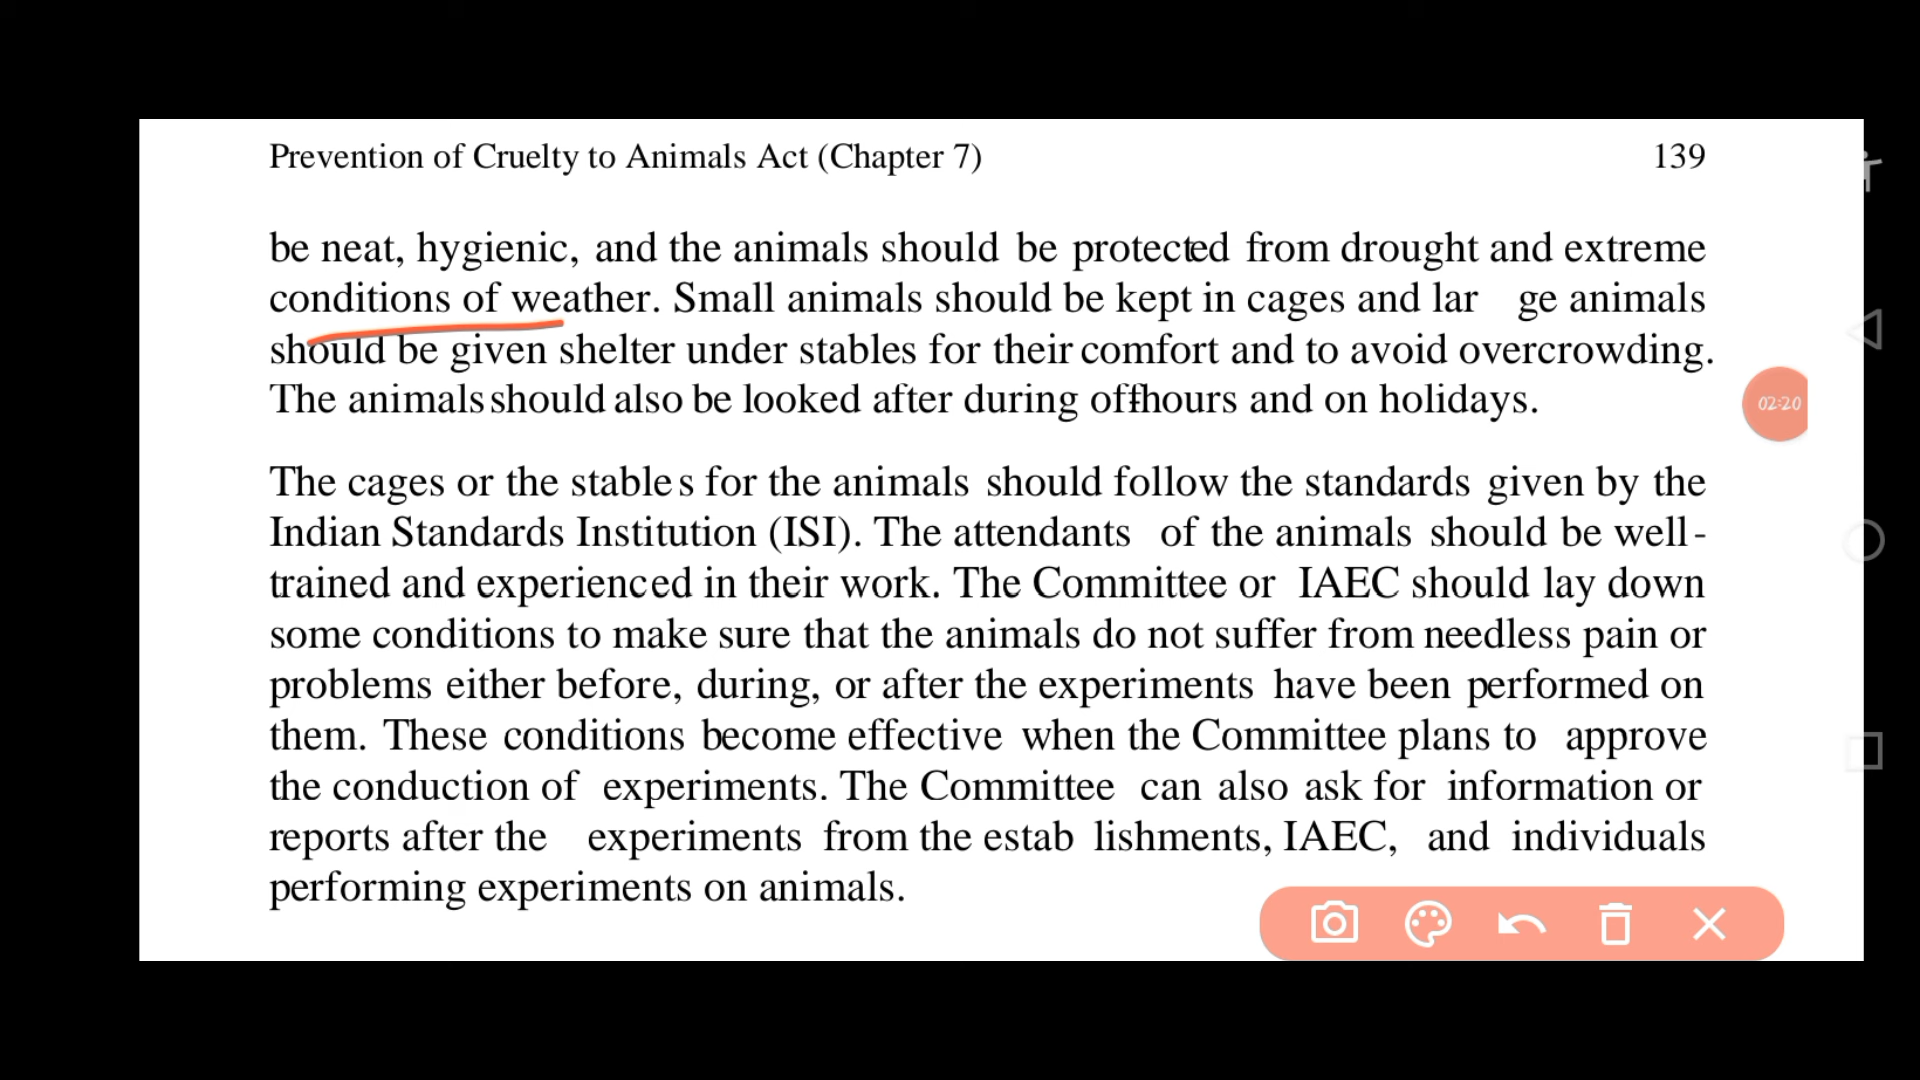 Prevention of Cruelty to Animals Act (Chapter 7) 139
be neat, hygienic, and the animals should be protected from drought and extreme
conditions of weather. Small animals should be kept in cages and lar ge animals
should be given shelter under stables for their comfort and to avoid overcrowding.
The animals should also be looked after during off-hours and on holidays.
02:20
The cages or the stable s for the animals should follow the standards given by the
Indian Standards Institution (ISI). The attendants of the animals should be well-
trained and experienced in their work. The Committee or IAEC should lay down
some conditions to make sure that the animals do not suffer from needless pain or
problems either before, during, or after the experiments have been performed on
them. These conditions become effective when the Committee plans to approve
the conduction of experiments. The Committee can also ask for information or
reports after the experiments from the estab lishments, IAEC, and individuals
performing experiments on animals.